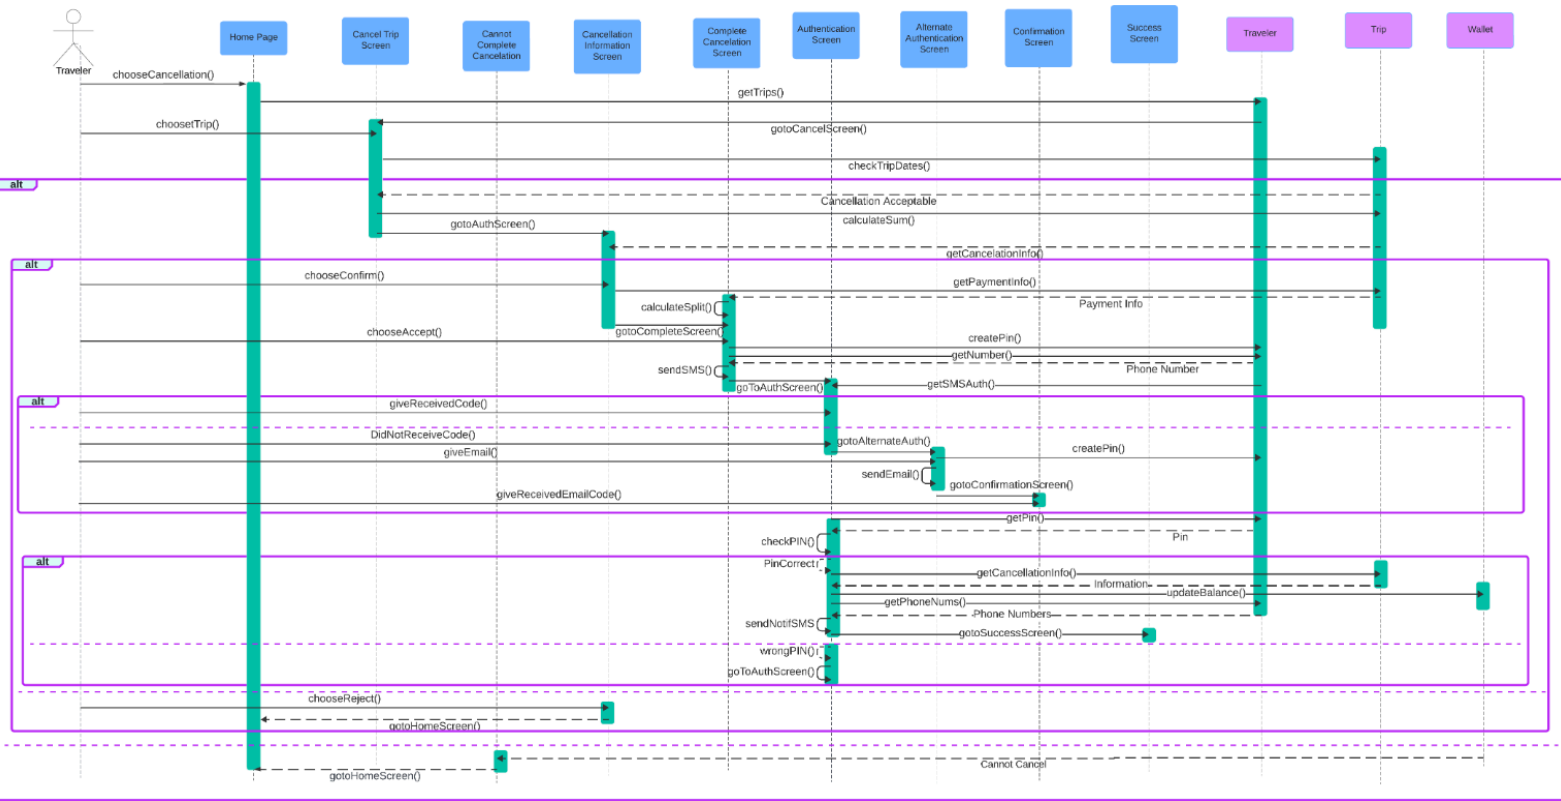 Traveler
Home Page
Cancel Trip
Screen
Cannot
Complete
Cancelation
Cancellation
Information
Screen
Complete
Cancelation
Screen
Authentication
Screen
Alternate
Authentication
Screen
Confirmation
Screen
Success
Screen
Traveler
Trip
Wallet
chooseCancellation()
getTrips()
choosetTrip()
gotoCancelScreen()
checkTripDates()
alt
Cancellation Acceptable
calculateSum()
gotoAuthScreen()
getCancelationInfo()
alt
chooseConfirm()
getPaymentInfo()
Payment Info
calculateSplit()
gotoCompleteScreen()
chooseAccept()
createPin()
getNumber()
Phone Number
sendSMS()
goToAuthScreen()
getSMSAuth()
alt
giveReceivedCode()
DidNotReceiveCode()
gotoAlternateAuth()
giveEmail()
createPin()
sendEmail()
gotoConfirmationScreen()
giveReceivedEmailCode()
getPin()
Pin
checkPIN()
alt
PinCorrect
getCancellationInfo()
Information
updateBalance()
getPhoneNums()
Phone Numbers
sendNotifSMS
gotoSuccessScreen()
wrongPIN()
goToAuthScreen()
chooseReject()
gotoHomeScreen()
Cannot Cancel
gotoHomeScreen()